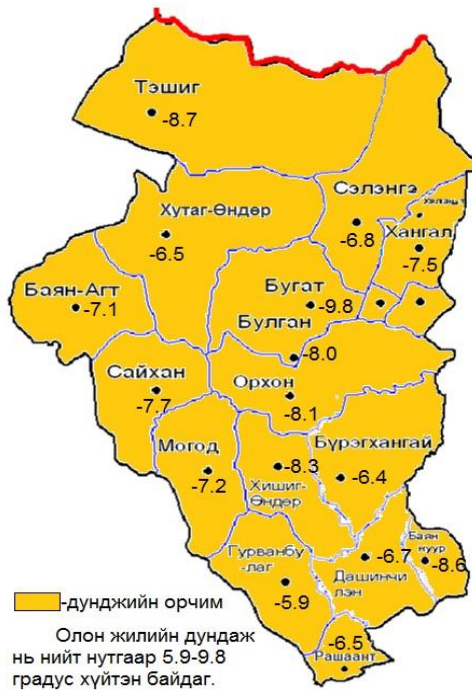 Тэшиг
-8.7
Сэлэнгэ
-6.8
Хутаг-Өндөр
-6.5
Хангал
-7.5
Баян-Агт
-7.1
Бугат
-9.8
Булган
-8.0
Сайхан
-7.7
Орхон
-8.1
Могод
-7.2
Бүрэгхангай
-6.4
-8.3
Хишиг-
Өндөр
Баян
нуур
-8.6
-6.7
Дашинчи
лэн
Гурванбу
-лаг
-5.9
-6.5
Рашаант
-дунджийн орчим
Олон жилийн дундаж
нь нийт нутгаар 5.9-9.8
градус хүйтэн байдаг.